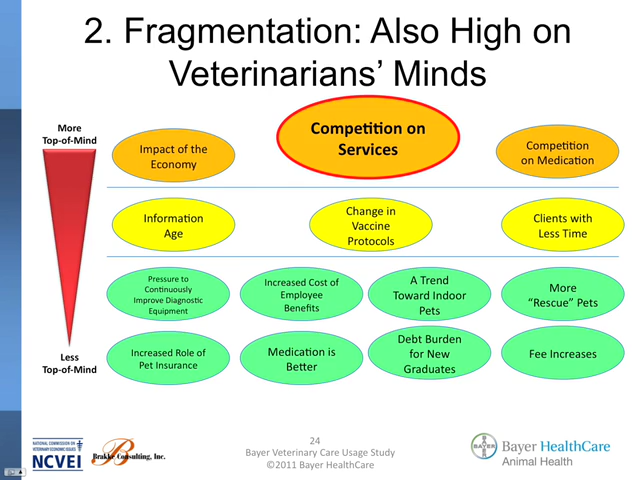 2. Fragmentation: Also High on
Veterinarians’ Minds
More
Top-of-Mind
Impact of the
Economy
Competition on
Services
Competition
on Medication
Information
Age
Change in
Vaccine
Protocols
Clients with
Less Time
Pressure to
Continuously
Improve Diagnostic
Equipment
Increased Cost of
Employee
Benefits
A Trend
Toward Indoor
Pets
More
“Rescue” Pets
Less
Top-of-Mind
Increased Role of
Pet Insurance
Medication is
Better
Debt Burden
for New
Graduates
Fee Increases
NATIONAL COMMISSION ON
VETERINARY ECONOMIC ISSUES
NCVEI
Brakke Consulting, Inc.
24
Bayer Veterinary Care Usage Study
©2011 Bayer HealthCare
BAYER
Bayer HealthCare
Animal Health